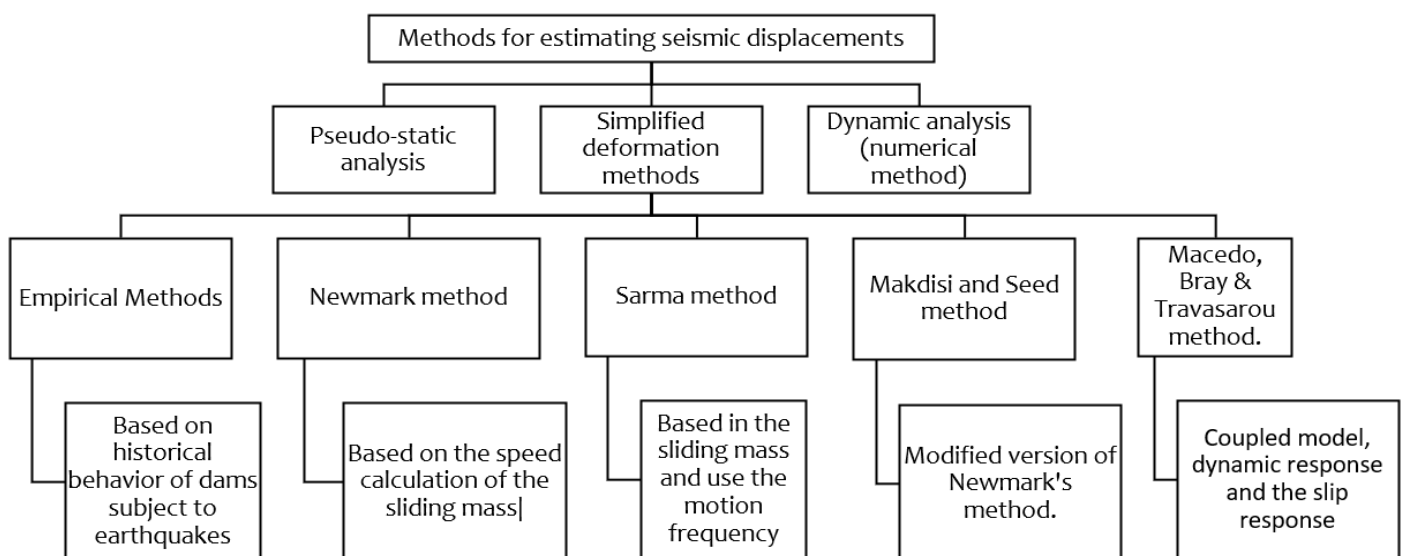 Methods for estimating seismic displacements
Pseudo-static
analysis
Simplified
deformation
methods
Dynamic analysis
(numerical
method)
Empirical Methods
Newmark method
Sarma method
Makdisi and Seed
method
Macedo,
Bray &
Travasarou
method.
Based on
historical
behavior of dams
subject to
earthquakes
Based on the speed
calculation of the
sliding mass|
Based in the
sliding mass
and use the
motion
frequency
Modified version of
Newmark's
method.
Coupled model,
dynamic response
and the slip
response